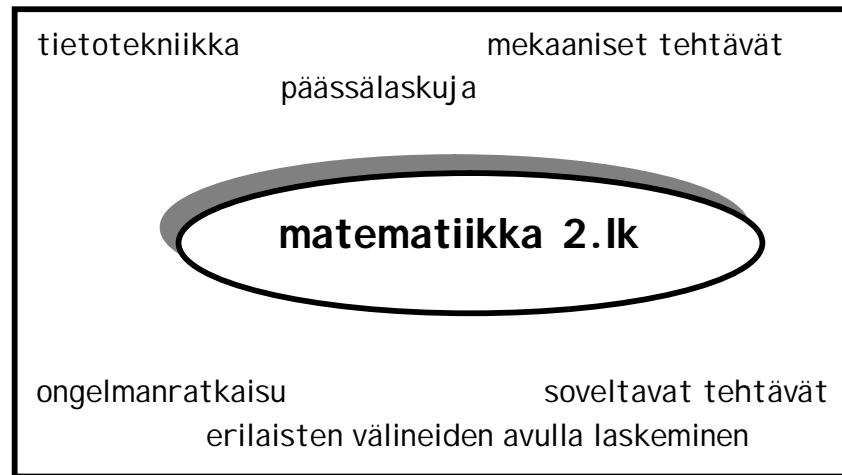 tietotekniikka mekaaniset tehtävät
päässälaskuja
matematiikka 2.lk
ongelmanratkaisu soveltavat tehtävät
erilaisten välineiden avulla laskeminen